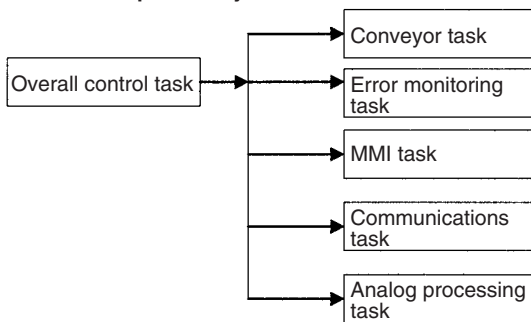 Overall control task
Conveyor task
Error monitoring
task
MMI task
Communications
task
Analog processing
task